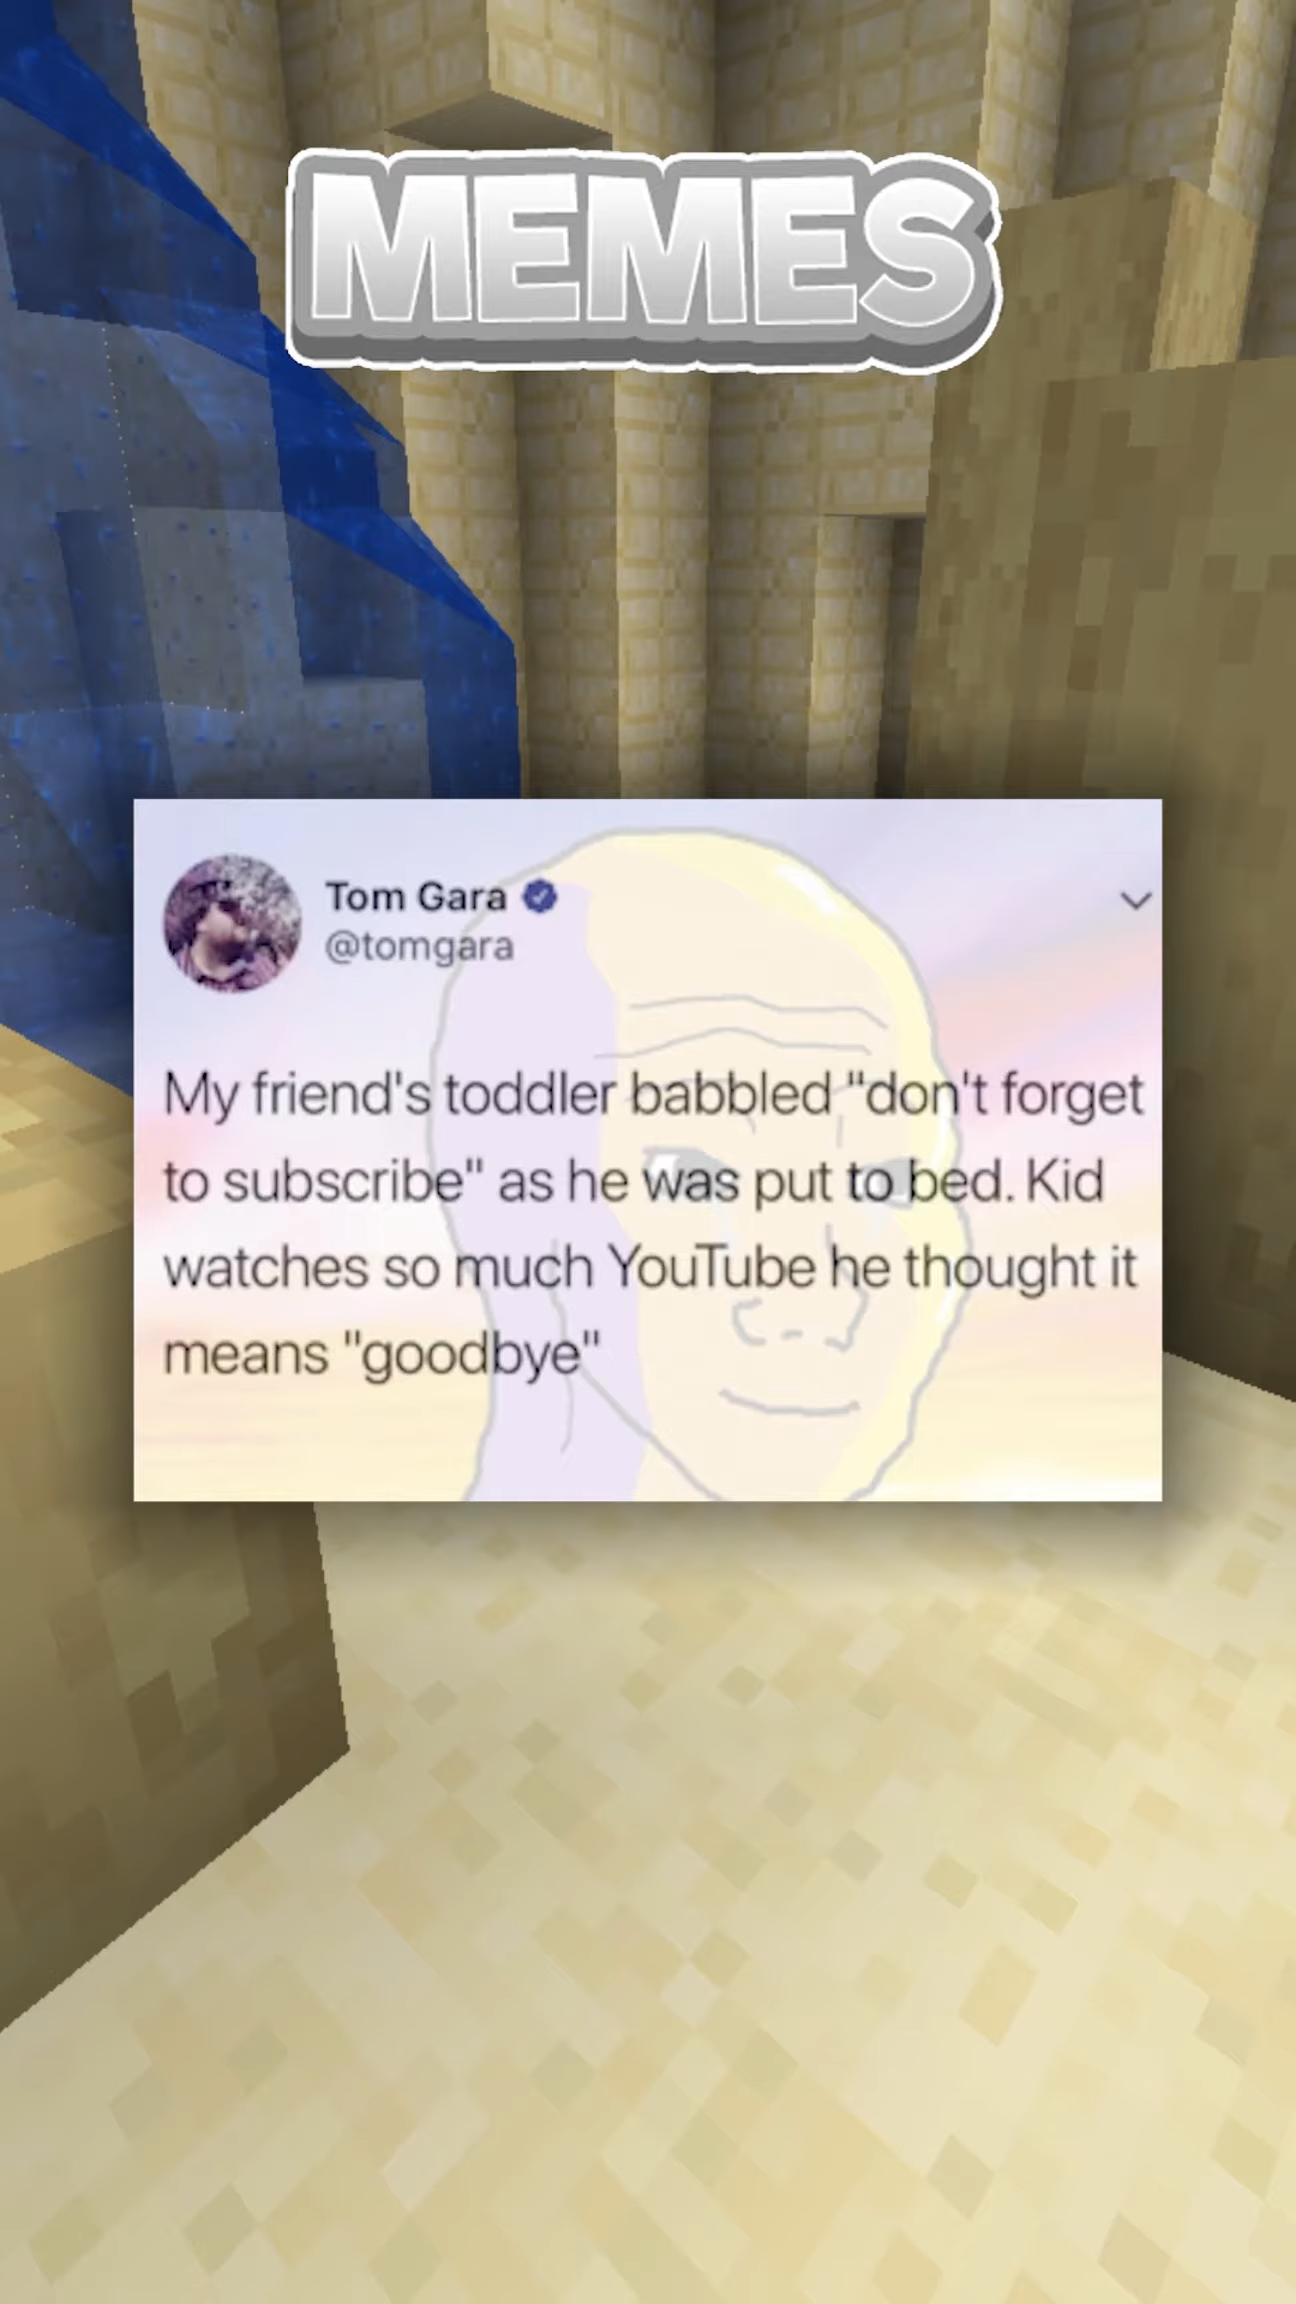 MEMES
Tom Gara
@tomgara
My friend's toddler babbled "don't forget
to subscribe" as he was put to bed. Kid
watches so much YouTube he thought it
means "goodbye"